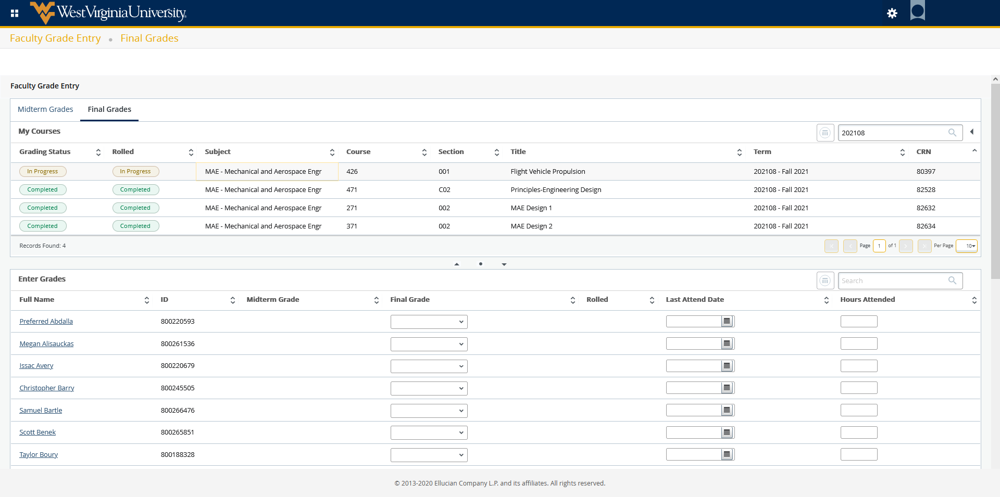 WestVirginiaUniversity
Faculty Grade Entry • Final Grades
Faculty Grade Entry
Midterm Grades Final Grades
My Courses 202108
Grading Status Rolled Subject Course Section Title Term CRN
In Progress In Progress MAE - Mechanical and Aerospace Engr 426 001 Flight Vehicle Propulsion 202108 - Fall 2021 80397
Completed Completed MAE - Mechanical and Aerospace Engr 471 C02 Principles-Engineering Design 202108 - Fall 2021 82528
Completed Completed MAE - Mechanical and Aerospace Engr 271 002 MAE Design 1 202108 - Fall 2021 82632
Completed Completed MAE - Mechanical and Aerospace Engr 371 002 MAE Design 2 202108 - Fall 2021 82634
Records Found: 4 Page 1 of 1 Per Page 10
Enter Grades Search
Full Name ID Midterm Grade Final Grade Rolled Last Attend Date Hours Attended
Preferred Abdalla 800220593
Megan Alisauckas 800261536
Issac Avery 800220679
Christopher Barry 800245505
Samuel Bartle 800266476
Scott Benek 800265851
Taylor Boury 800188328
© 2013-2020 Ellucian Company L.P. and its affiliates. All rights reserved.